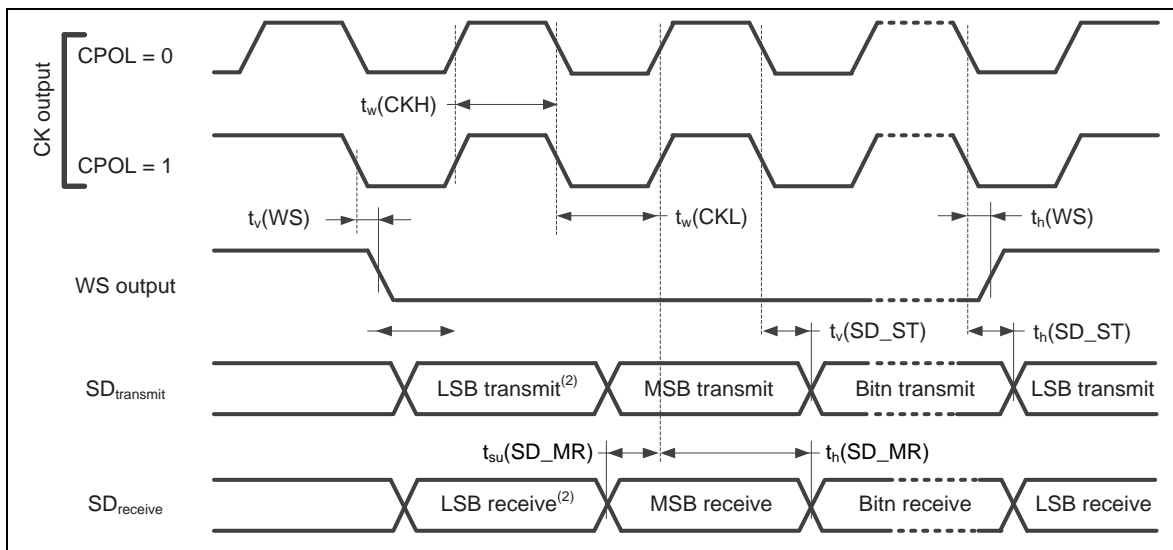 CK output
CPOL = 0
tw(CKH)
CPOL = 1
tv(WS)
tw(CKL)
th(WS)
WS output
tv(SD_ST)
th(SD_ST)
SDtransmit
LSB transmit(2)
MSB transmit
Bitn transmit
LSB transmit
tsu(SD_MR)
th(SD_MR)
SDreceive
LSB receive(2)
MSB receive
Bitn receive
LSB receive